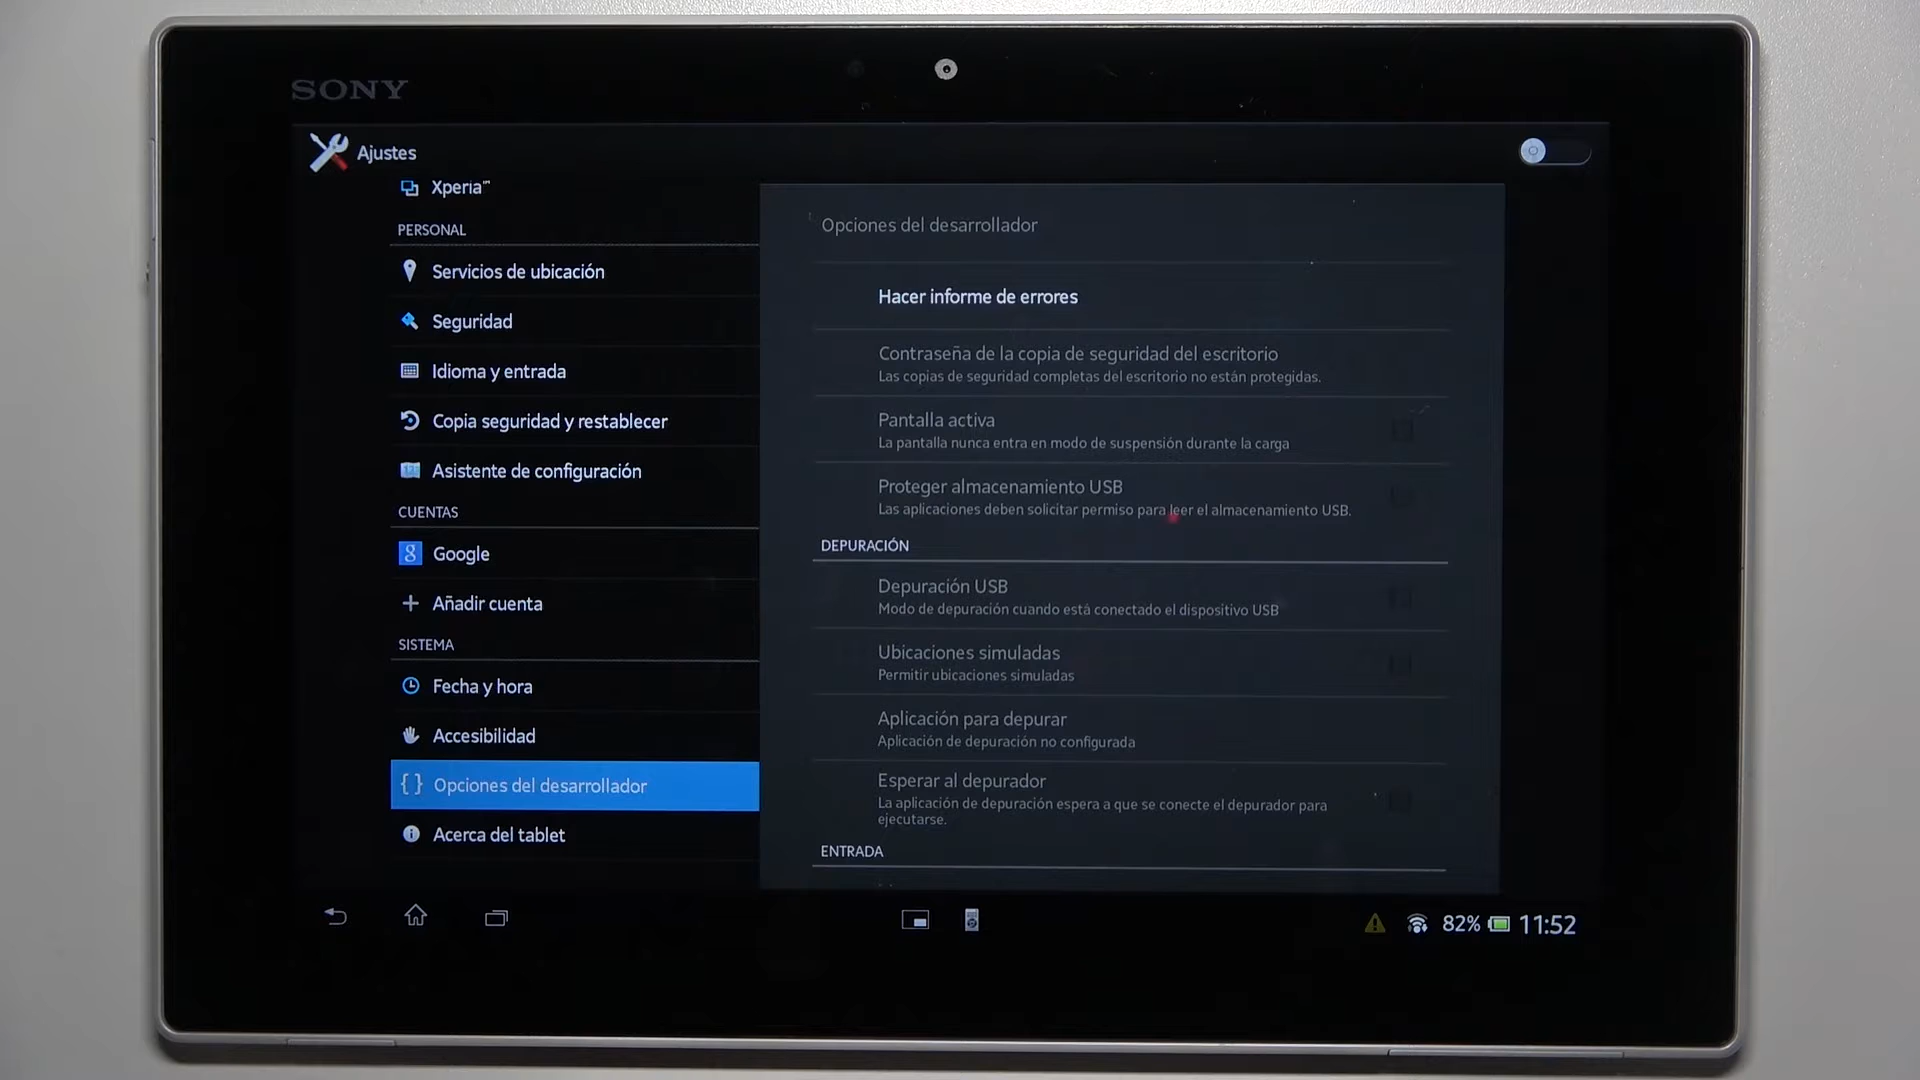 SONY
Ajustes
Xperia™
PERSONAL
Servicios de ubicación
Seguridad
Idioma y entrada
Copia seguridad y restablecer
Asistente de configuración
CUENTAS
Google
Añadir cuenta
SISTEMA
Fecha y hora
Accesibilidad
{ } Opciones del desarrollador
Acerca del tablet
Opciones del desarrollador
Hacer informe de errores
Contraseña de la copia de seguridad del escritorio
Las copias de seguridad completas del escritorio no están protegidas.
Pantalla activa
La pantalla nunca entra en modo de suspensión durante la carga
Proteger almacenamiento USB
Las aplicaciones deben solicitar permiso para leer el almacenamiento USB.
DEPURACIÓN
Depuración USB
Modo de depuración cuando está conectado el dispositivo USB
Ubicaciones simuladas
Permitir ubicaciones simuladas
Aplicación para depurar
Aplicación de depuración no configurada
Esperar al depurador
La aplicación de depuración espera a que se conecte el depurador para
ejecutarse.
ENTRADA
82% 11:52